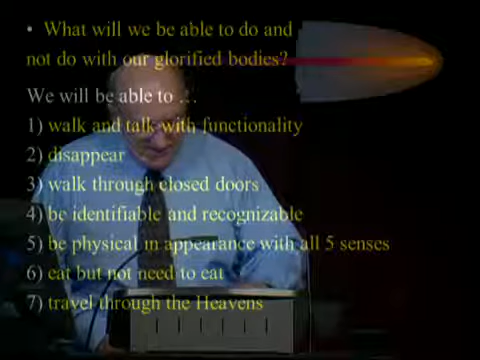 • What will we be able to do and
not do with our glorified bodies?
We will be able to …
1) walk and talk with functionality
2) disappear
3) walk through closed doors
4) be identifiable and recognizable
5) be physical in appearance with all 5 senses
6) eat but not need to eat
7) travel through the Heavens